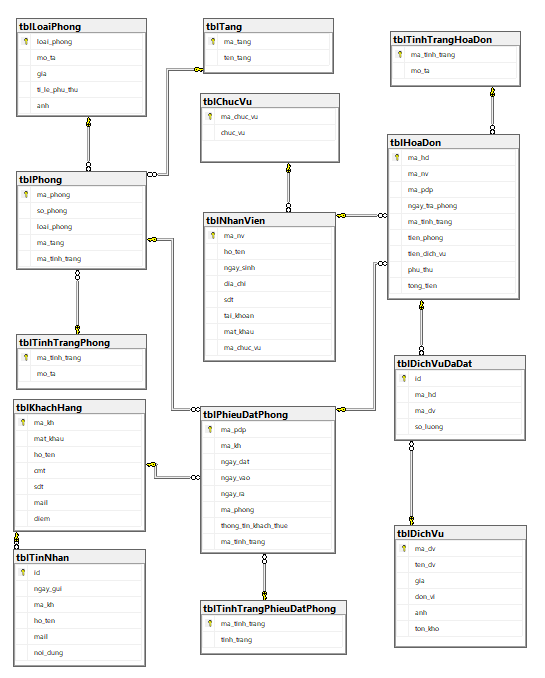 tblLoaiPhong
loai_phong
mo_ta
gia
ti_le_phu_thu
anh
tblTang
ma_tang
ten_tang
tblTinhTrangHoaDon
ma_tinh_trang
mo_ta
tblChucVu
ma_chuc_vu
chuc_vu
tblHoaDon
ma_hd
ma_nv
ma_pdp
ngay_tra_phong
ma_tinh_trang
tien_phong
tien_dich_vu
phu_thu
tong_tien
tblPhong
ma_phong
so_phong
loai_phong
ma_tang
ma_tinh_trang
tblNhanVien
ma_nv
ho_ten
ngay_sinh
dia_chi
sdt
tai_khoan
mat_khau
ma_chuc_vu
tblTinhTrangPhong
ma_tinh_trang
mo_ta
tblDichVuDaDat
id
ma_hd
ma_dv
so_luong
tblKhachHang
ma_kh
mat_khau
ho_ten
cmt
sdt
mail
diem
tblPhieuDatPhong
ma_pdp
ma_kh
ngay_dat
ngay_vao
ngay_ra
ma_phong
thong_tin_khach_thue
ma_tinh_trang
tblDichVu
ma_dv
ten_dv
gia
don_vi
anh
ton_kho
tblTinNhan
id
ngay_gui
ma_kh
ho_ten
mail
noi_dung
tblTinhTrangPhieuDatPhong
ma_tinh_trang
tinh_trang